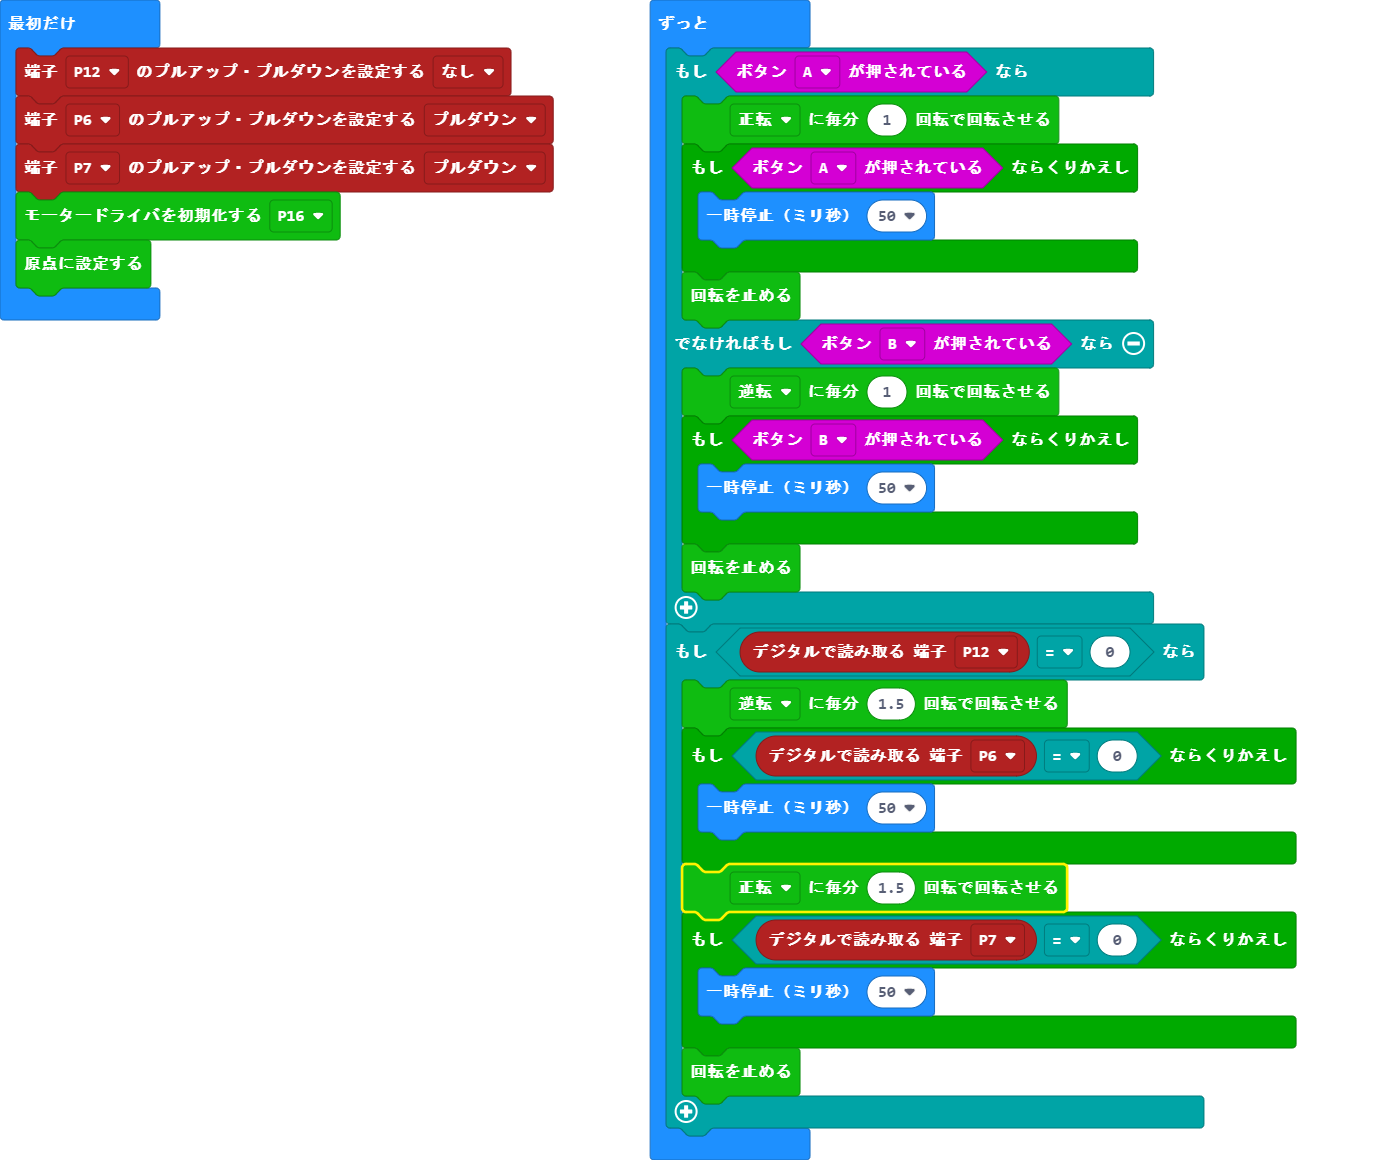 最初だけ
端子 P12 のプルアップ・プルダウンを設定する なし
端子 P6 のプルアップ・プルダウンを設定する プルダウン
端子 P7 のプルアップ・プルダウンを設定する プルダウン
モータードライバを初期化する P16
原点に設定する
ずっと
もし ボタン A が押されている なら
正転 に毎分 1 回転で回転させる
もし ボタン A が押されている ならくりかえし
一時停止（ミリ秒） 50
回転を止める
でなければもし ボタン B が押されている なら
逆転 に毎分 1 回転で回転させる
もし ボタン B が押されている ならくりかえし
一時停止（ミリ秒） 50
回転を止める
もし デジタルで読み取る 端子 P12 = 0 なら
逆転 に毎分 1.5 回転で回転させる
もし デジタルで読み取る 端子 P6 = 0 ならくりかえし
一時停止（ミリ秒） 50
正転 に毎分 1.5 回転で回転させる
もし デジタルで読み取る 端子 P7 = 0 ならくりかえし
一時停止（ミリ秒） 50
回転を止める